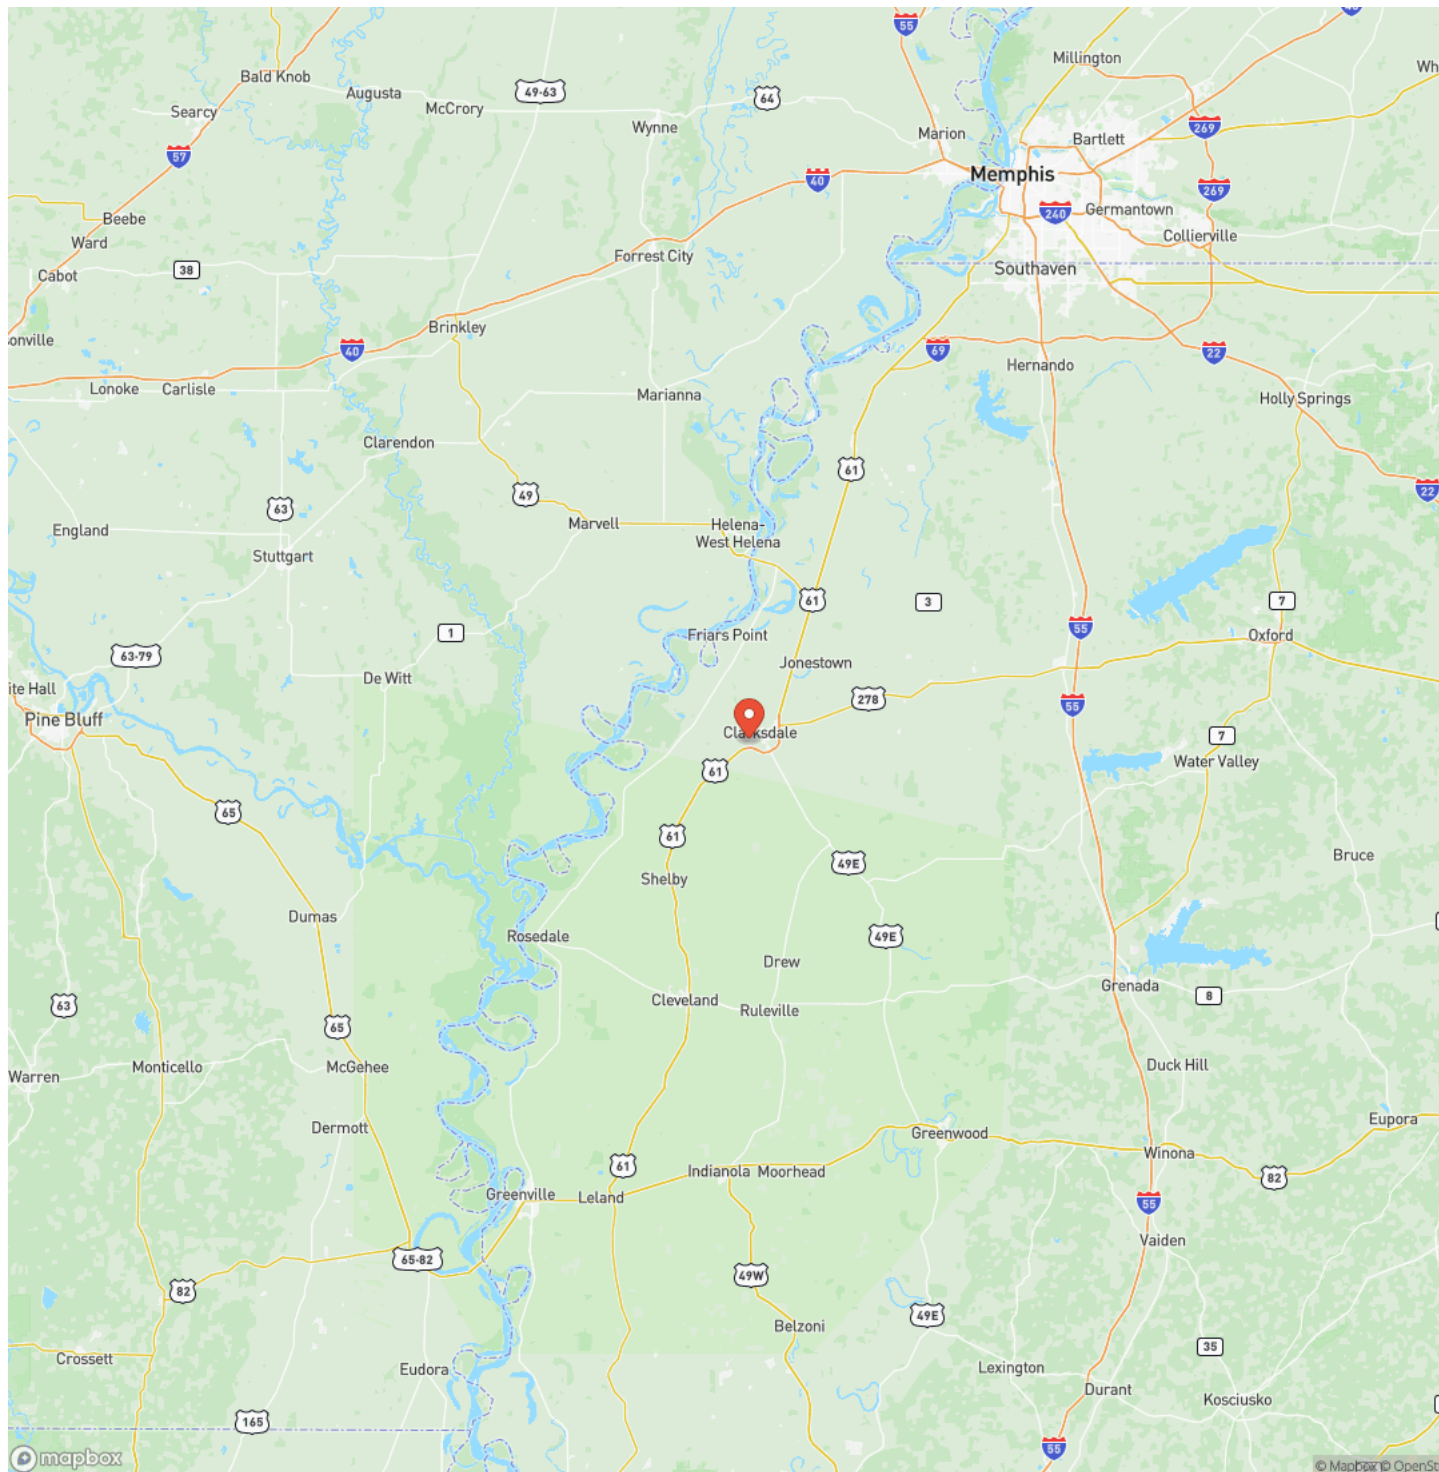 55
Millington
Bald Knob
Wh
Augusta
49-63
64
McCrory
Searcy
Wynne
269
Marion
Bartlett
57
Memphis
40
269
Germantown
240
Beebe
Collierville
Ward
Forrest City
Southaven
38
Cabot
Brinkley
onville
40
69
22
Hernando
Lonoke
Carlisle
Marianna
Holly Springs
Clarendon
61
22
49
63
England
Marvell
Helena-
West Helena
Stuttgart
61
3
7
1
55
Friars Point
Oxford
63-79
Jonestown
De Witt
ite Hall
278
55
Pine Bluff
Clarksdale
7
61
Water Valley
65
61
49E
Bruce
Shelby
Dumas
Rosedale
49E
Drew
Grenada
63
Cleveland
8
Ruleville
65
Duck Hill
Monticello
McGehee
Warren
Eupora
Dermott
Greenwood
Winona
61
Indianola
Moorhead
82
Greenville
Leland
55
Vaiden
65-82
49W
82
49E
Belzoni
35
Crossett
Eudora
Lexington
Durant
Kosciusko
165
55
mapbox
© Mapbox © OpenSt